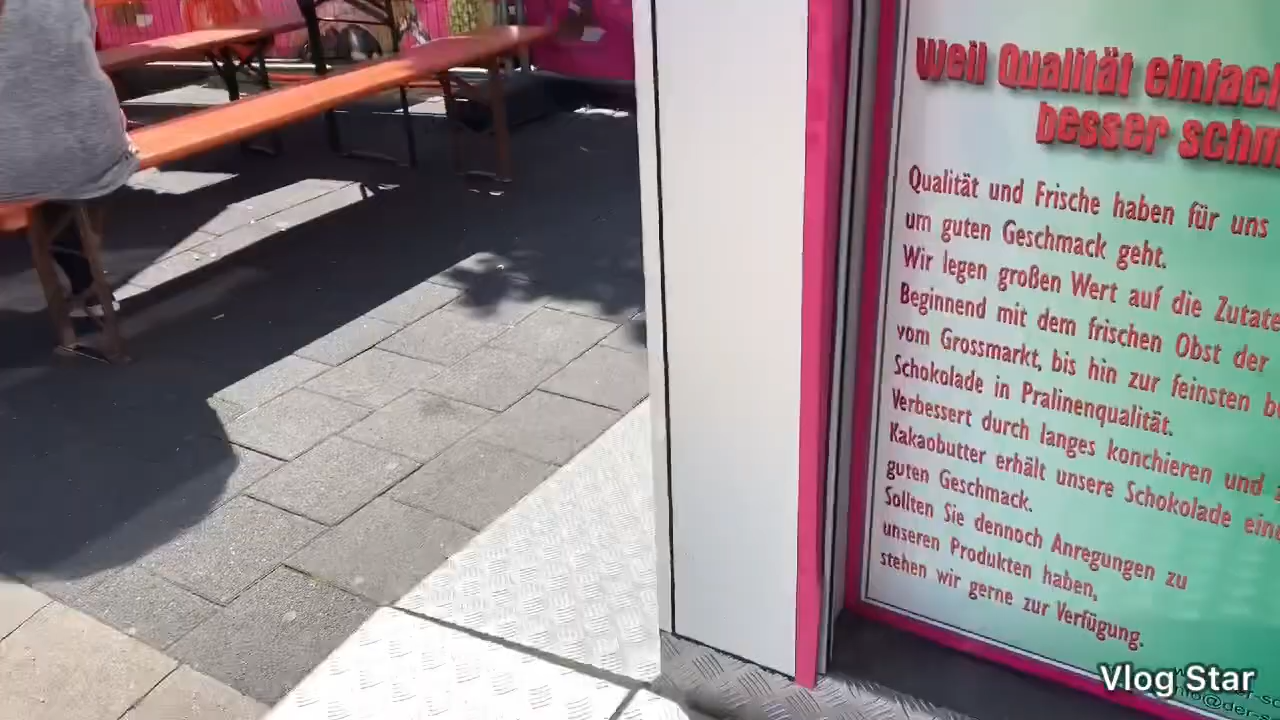 Weil Qualität einfach
besser
Qualität und Frische haben für uns
um guten Geschmack geht.
Wir legen großen Wert auf die
Beginnend mit dem frischen Obst der
vom Grossmarkt, bis hin zur feinsten
Schokolade in Pralinenqualität.
Verbessert durch langes konchieren und
Kakaobutter erhält unsere Schokolade
guten Geschmack.
Sollten Sie dennoch Anregungen zu
unseren Produkten haben,
stehen wir gerne zur Verfügung.
Vlog Star